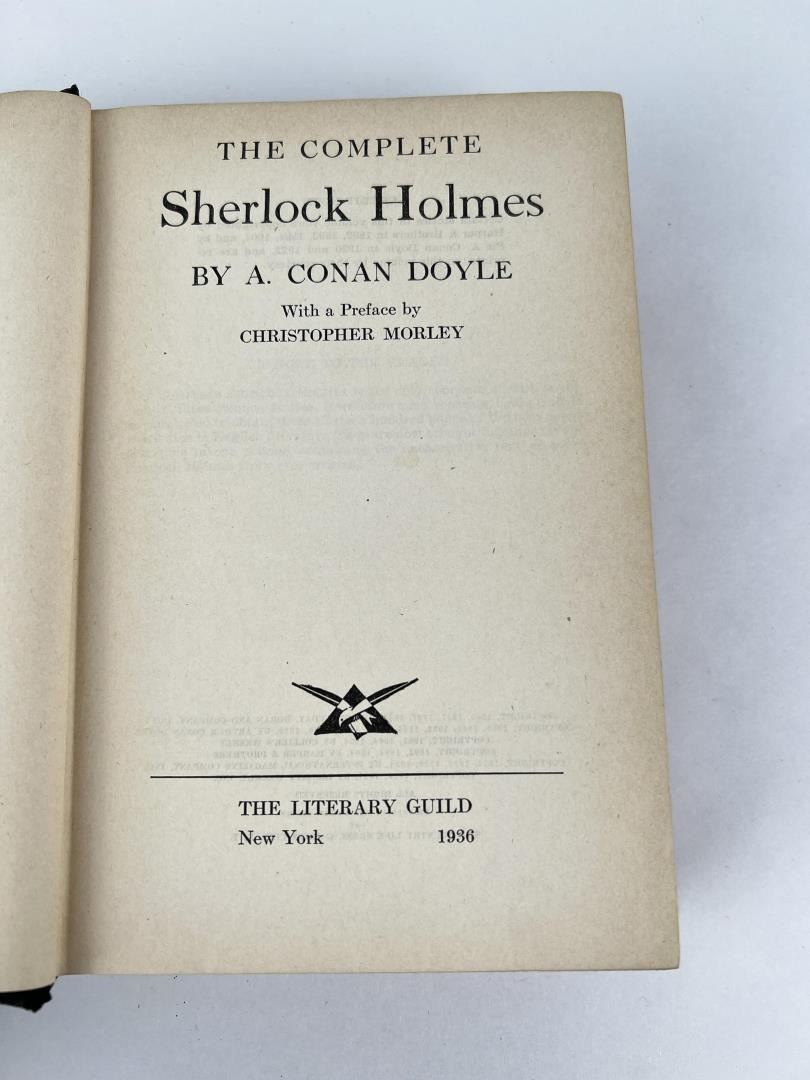 THE COMPLETE
Sherlock Holmes
BY A. CONAN DOYLE
With a Preface by
CHRISTOPHER MORLEY
THE LITERARY GUILD
New York 1936